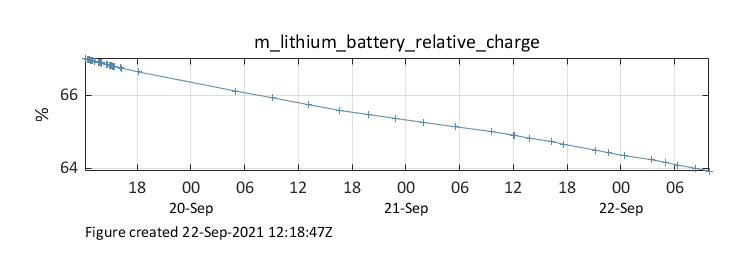 m_lithium_battery_relative_charge
%
66
64
18 00 06 12 18 00 06 12 18 00 06
20-Sep 21-Sep 22-Sep
Figure created 22-Sep-2021 12:18:47Z